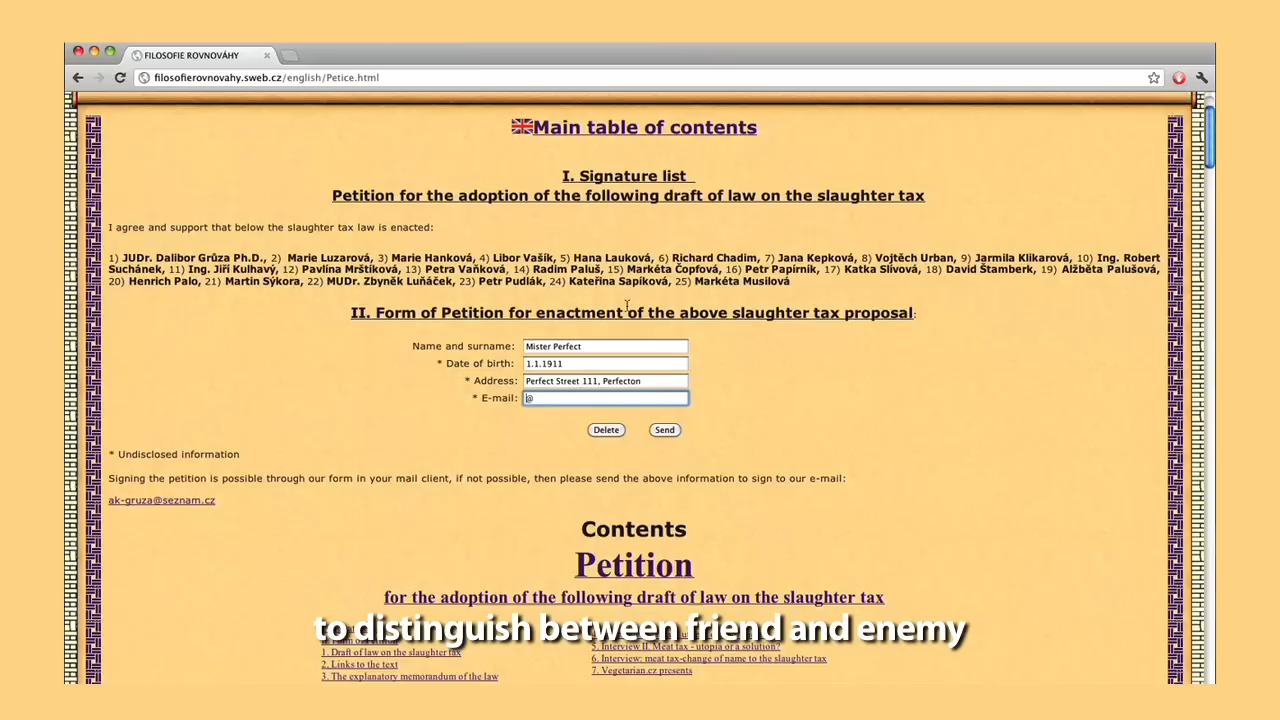 FILOSOFIE ROVNOVÁHY
filosofierovnovahy.sweb.cz/english/Petice.html
Main table of contents
I. Signature list
Petition for the adoption of the following draft of law on the slaughter tax
I agree and support that below the slaughter tax law is enacted:
1) JUDr. Dalibor Grůza Ph.D., 2) Marie Luzarová, 3) Marie Hanková, 4) Libor Vašík, 5) Hana Lauková, 6) Richard Chadim, 7) Jana Kepková, 8) Vojtěch Urban, 9) Jarmila Klikarová, 10) Ing. Robert
Suchánek, 11) Ing. Jiří Kulhavý, 12) Pavlína Mrštíková, 13) Petra Vaňková, 14) Radim Paluš, 15) Markéta Čopfová, 16) Petr Papírník, 17) Katka Slívová, 18) David Štamberk, 19) Alžběta Palušová,
20) Henrich Palo, 21) Martin Sýkora, 22) MUDr. Zbyněk Luňáček, 23) Petr Pudlák, 24) Kateřina Sapíková, 25) Markéta Musilová
II. Form of Petition for enactment of the above slaughter tax proposal:
Name and surname: Mister Perfect
* Date of birth: 1.1.1911
* Address: Perfect Street 111, Perfecton
* E-mail: @
Delete Send
* Undisclosed information
Signing the petition is possible through our form in your mail client, if not possible, then please send the above information to sign to our e-mail:
ak-gruza@seznam.cz
Contents
Petition
for the adoption of the following draft of law on the slaughter tax
to distinguish between friend and enemy
1. Draft of law on the slaughter tax
2. Links to the text
3. The explanatory memorandum of the law
5. Interview II. Meat tax - utopia or a solution?
6. Interview: meat tax-change of name to the slaughter tax
7. Vegetarian.cz presents